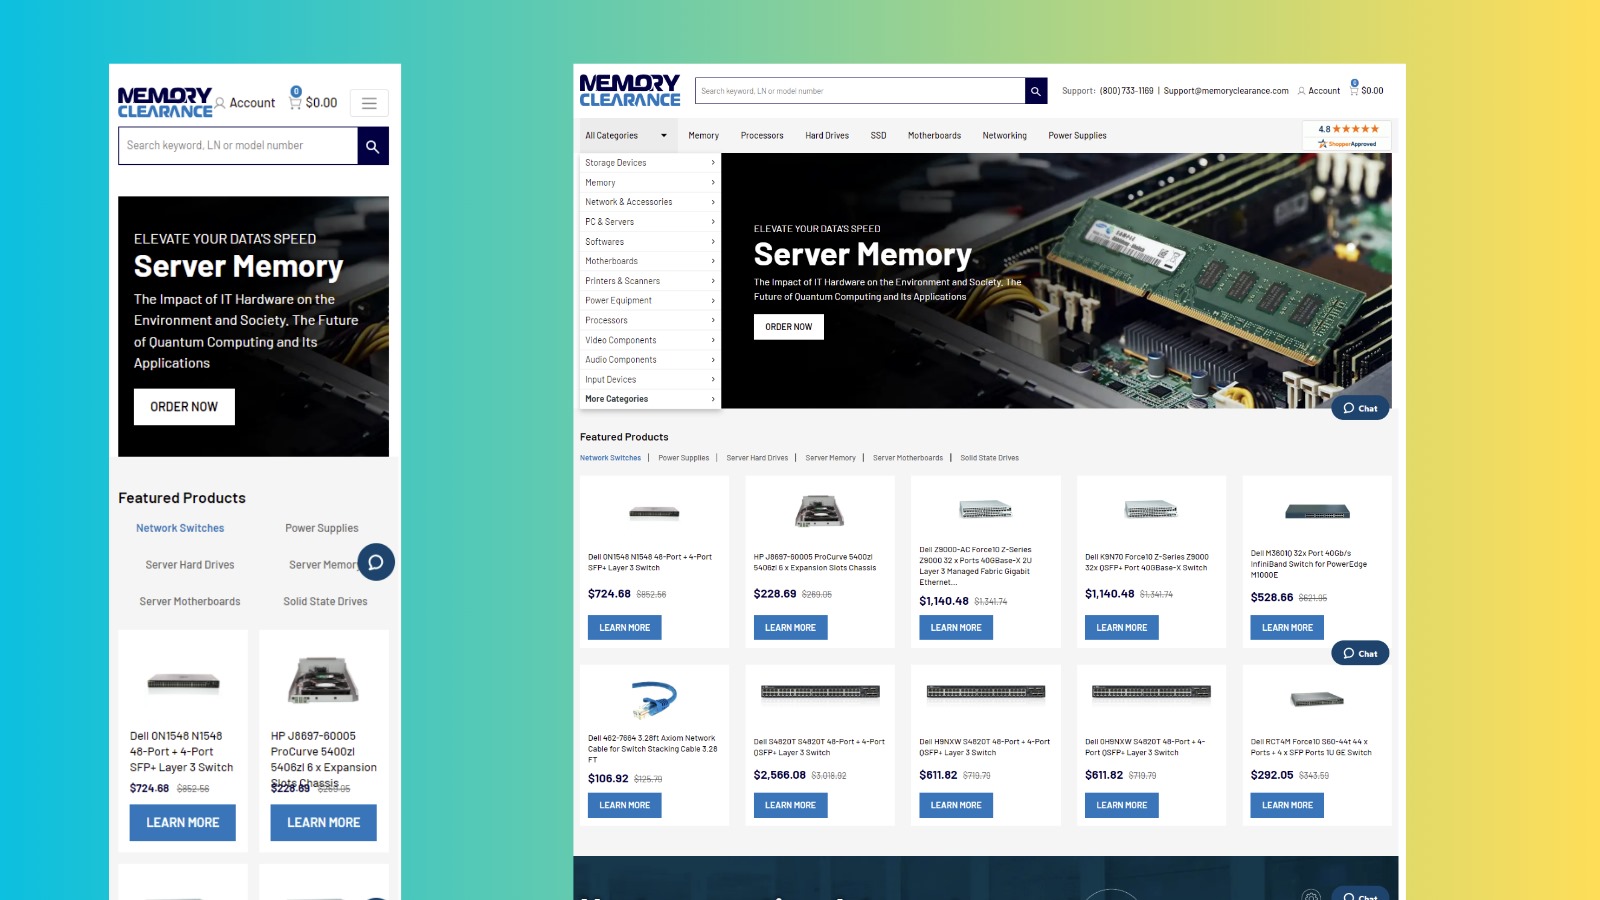 MEMORY
CLEARANCE
Account
0
$0.00
Search keyword, LN or model number
ELEVATE YOUR DATA'S SPEED
Server Memory
The Impact of IT Hardware on the
Environment and Society. The Future
of Quantum Computing and Its
Applications
ORDER NOW
Featured Products
Network Switches
Power Supplies
Server Hard Drives
Server Memory
Server Motherboards
Solid State Drives
Dell 0N1548 N1548
48-Port + 4-Port
SFP+ Layer 3 Switch
$724.68 $852.56
LEARN MORE
HP J8697-60005
ProCurve 5400zl
5406zl 6 x Expansion
Slots Chassis
$228.69 $269.05
LEARN MORE
MEMORY
CLEARANCE
Search keyword, LN or model number
Support: (800) 733-1169 | Support@memoryclearance.com
Account
0
$0.00
All Categories
Memory
Processors
Hard Drives
SSD
Motherboards
Networking
Power Supplies
4.8
ShopperApproved
Storage Devices
Memory
Network & Accessories
PC & Servers
Softwares
Motherboards
Printers & Scanners
Power Equipment
Processors
Video Components
Audio Components
Input Devices
More Categories
ELEVATE YOUR DATA'S SPEED
Server Memory
The Impact of IT Hardware on the Environment and Society. The
Future of Quantum Computing and Its Applications
ORDER NOW
Chat
Featured Products
Network Switches | Power Supplies | Server Hard Drives | Server Memory | Server Motherboards | Solid State Drives
Dell 0N1548 N1548 48-Port + 4-Port
SFP+ Layer 3 Switch
$724.68 $852.56
LEARN MORE
HP J8697-60005 ProCurve 5400zl
5406zl 6 x Expansion Slots Chassis
$228.69 $269.05
LEARN MORE
Dell Z9000-AC Force10 Z-Series
Z9000 32 x Ports 40GBase-X 2U
Layer 3 Managed Fabric Gigabit
Ethernet...
$1,140.48 $1,341.74
LEARN MORE
Dell K9N70 Force10 Z-Series Z9000
32x QSFP+ Port 40GBase-X Switch
$1,140.48 $1,341.74
LEARN MORE
Dell M3601Q 32x Port 40Gb/s
InfiniBand Switch for PowerEdge
M1000E
$528.66 $621.95
LEARN MORE
Chat
Dell 462-7664 3.28ft Axiom Network
Cable for Switch Stacking Cable 3.28
FT
$106.92 $125.79
LEARN MORE
Dell S4820T S4820T 48-Port + 4-Port
QSFP+ Layer 3 Switch
$2,566.08 $3,018.92
LEARN MORE
Dell H9NXW S4820T 48-Port + 4-Port
QSFP+ Layer 3 Switch
$611.82 $719.79
LEARN MORE
Dell 0H9NXW S4820T 48-Port + 4-
Port QSFP+ Layer 3 Switch
$611.82 $719.79
LEARN MORE
Dell RCT4M Force10 S60-44t 44 x
Ports + 4 x SFP Ports 1U GE Switch
$292.05 $343.59
LEARN MORE
Chat